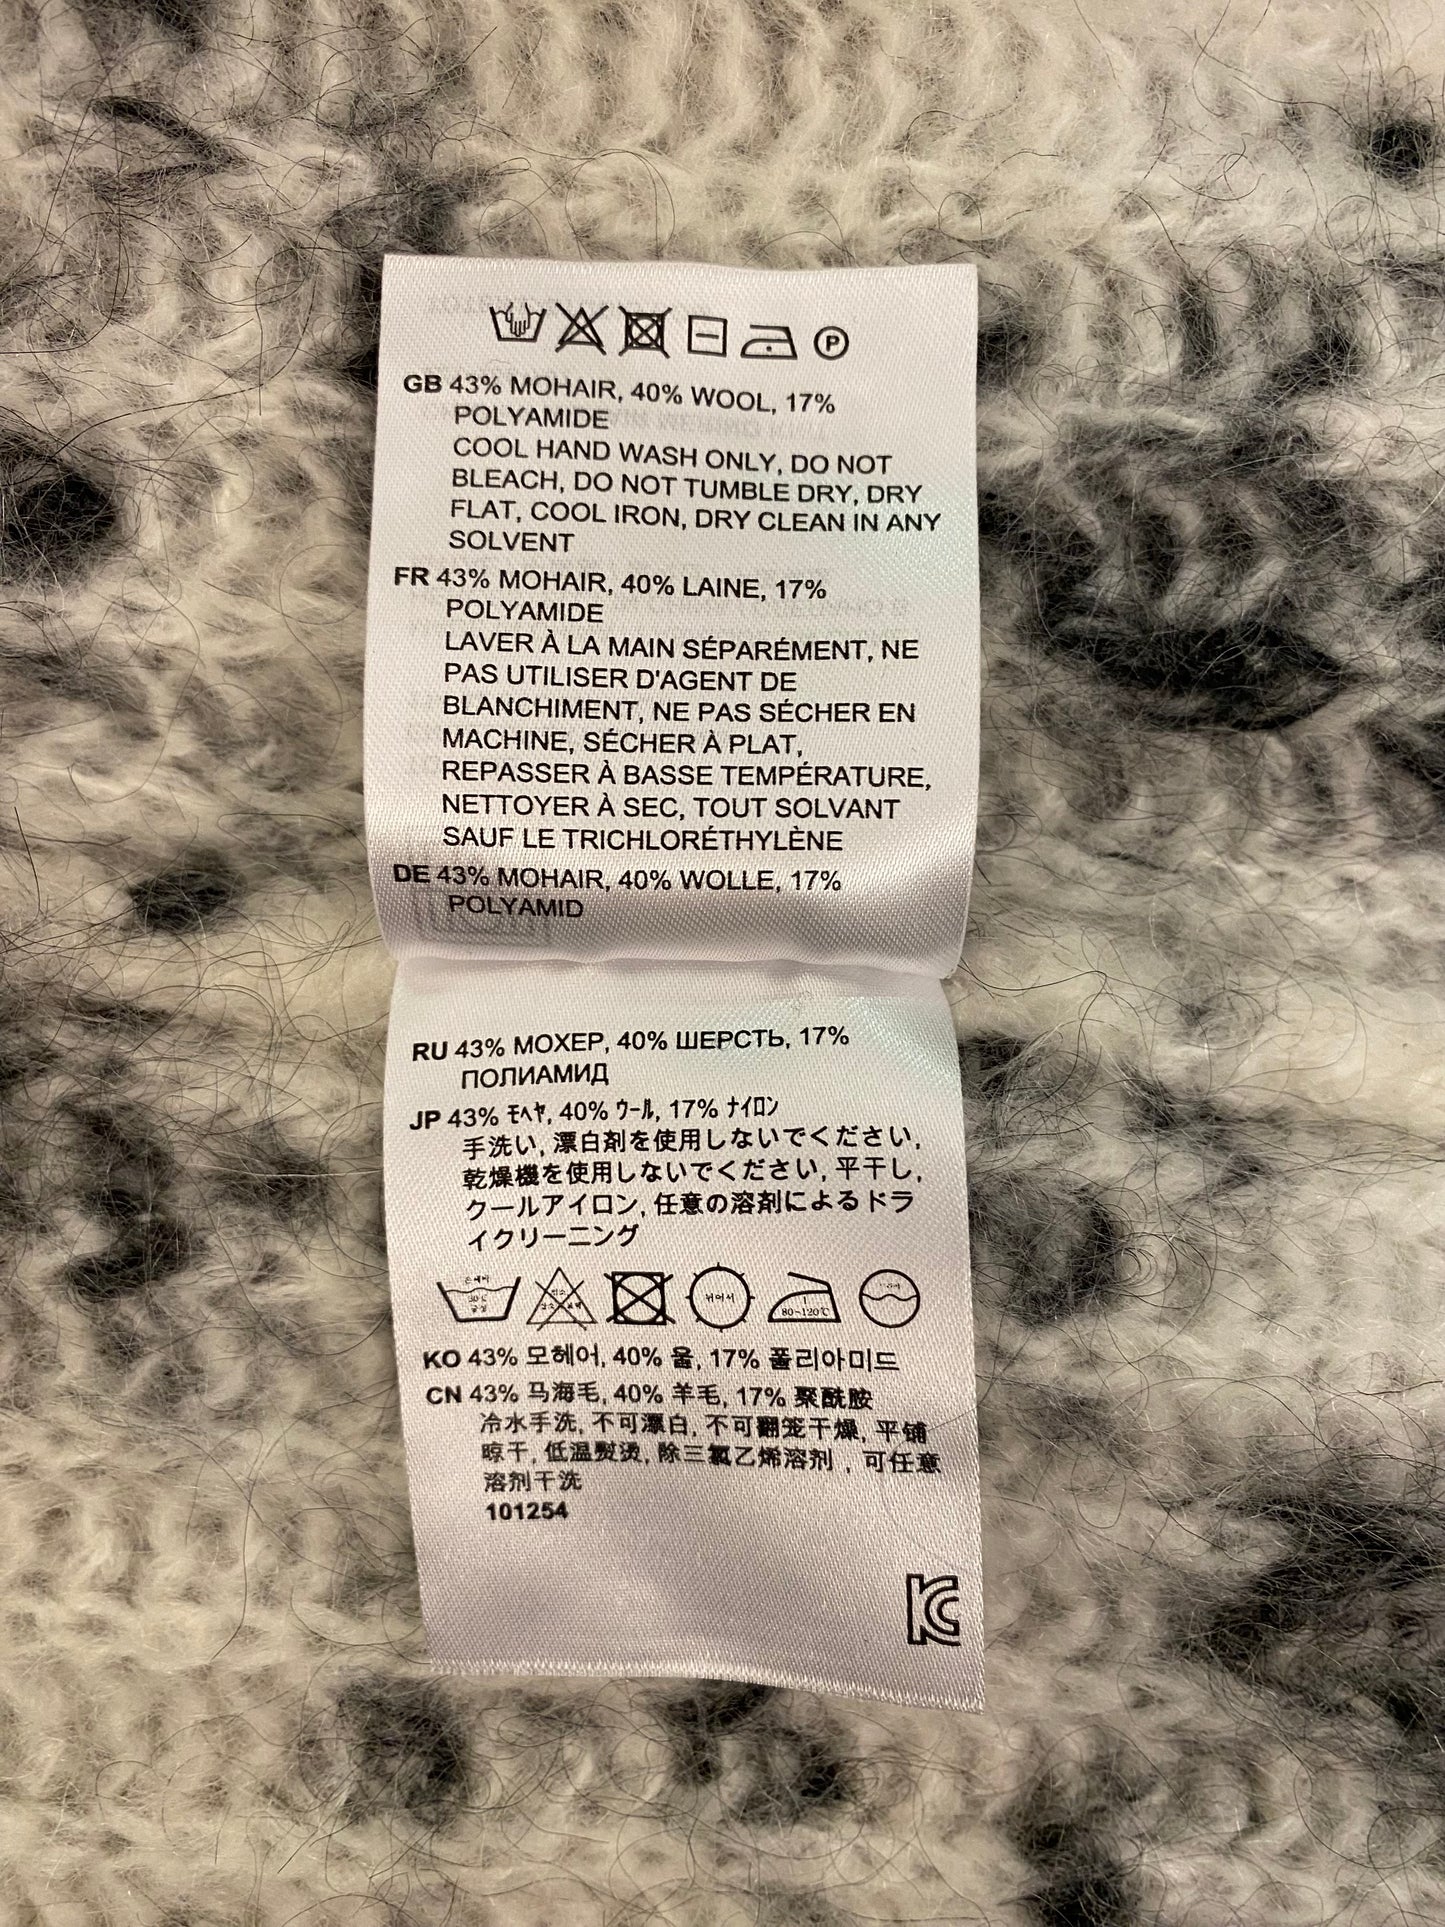 P
GB 43% MOHAIR, 40% WOOL, 17%
POLYAMIDE
COOL HAND WASH ONLY, DO NOT
BLEACH, DO NOT TUMBLE DRY, DRY
FLAT, COOL IRON, DRY CLEAN IN ANY
SOLVENT
FR 43% MOHAIR, 40% LAINE, 17%
POLYAMIDE
LAVER À LA MAIN SÉPARÉMENT, NE
PAS UTILISER D'AGENT DE
BLANCHIMENT, NE PAS SÉCHER EN
MACHINE, SÉCHER À PLAT,
REPASSER À BASSE TEMPÉRATURE,
NETTOYER À SEC, TOUT SOLVANT
SAUF LE TRICHLORÉTHYLÈNE
DE 43% MOHAIR, 40% WOLLE, 17%
POLYAMID
RU 43% МОХЕР, 40% ШЕРСТЬ, 17%
ПОЛИАМИД
JP 43% ﾓﾍﾔ, 40% ｳｰﾙ, 17% ﾅｲﾛﾝ
手洗い, 漂白剤を使用しないでください,
乾燥機を使用しないでください, 平干し,
クールアイロン, 任意の溶剤によるドラ
イクリーニング
뉘어서 80~120℃
KO 43% 모헤어, 40% 울, 17% 폴리아미드
CN 43% 马海毛, 40% 羊毛, 17% 聚酰胺
冷水手洗, 不可漂白, 不可翻笼干燥, 平铺
晾干, 低温熨烫, 除三氯乙烯溶剂 , 可任意
溶剂干洗
101254
KC